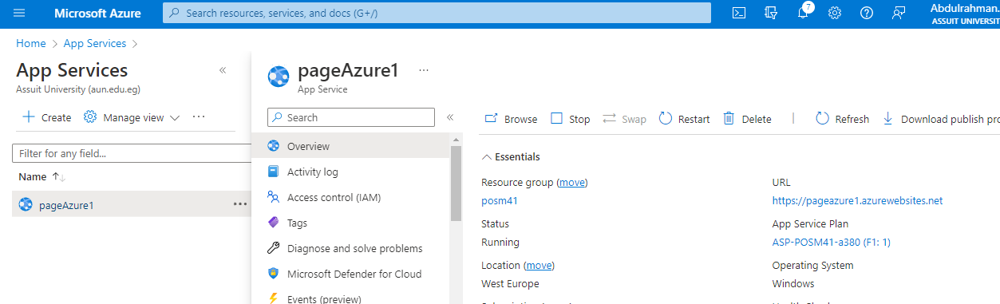 Microsoft Azure
Search resources, services, and docs (G+/)
7
Abdulrahman.
ASSUIT UNIVERSIT
Home > App Services >
App Services
Assuit University (aun.edu.eg)
+ Create
Manage view
Filter for any field...
Name
pageAzure1
pageAzure1
App Service
Search
Overview
Activity log
Access control (IAM)
Tags
Diagnose and solve problems
Microsoft Defender for Cloud
Events (preview)
Browse
Stop
Swap
Restart
Delete
Refresh
Download publish pro
Essentials
Resource group (move)
posm41
Status
Running
Location (move)
West Europe
URL
https://pageazure1.azurewebsites.net
App Service Plan
ASP-POSM41-a380 (F1: 1)
Operating System
Windows